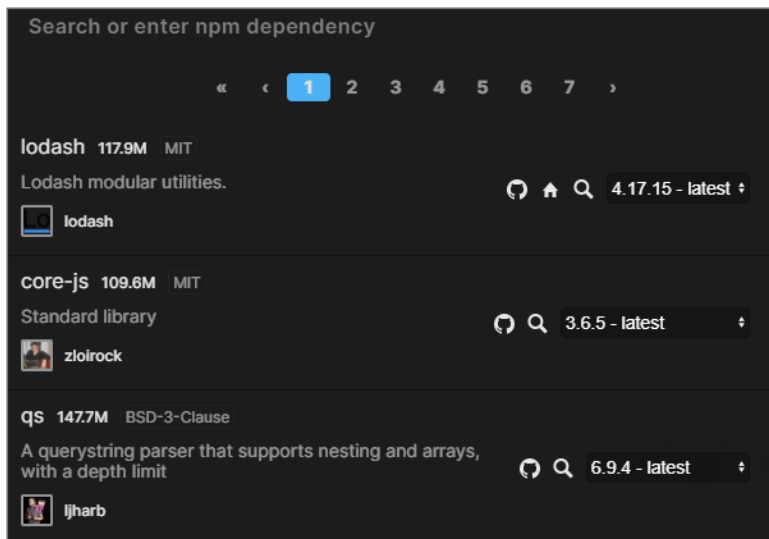 Search or enter npm dependency
« ‹ 1 2 3 4 5 6 7 ›
lodash 117.9M MIT
Lodash modular utilities.
4.17.15 - latest
Lo
lodash
core-js 109.6M MIT
Standard library
3.6.5 - latest
zloirock
qs 147.7M BSD-3-Clause
A querystring parser that supports nesting and arrays,
with a depth limit
6.9.4 - latest
ljharb